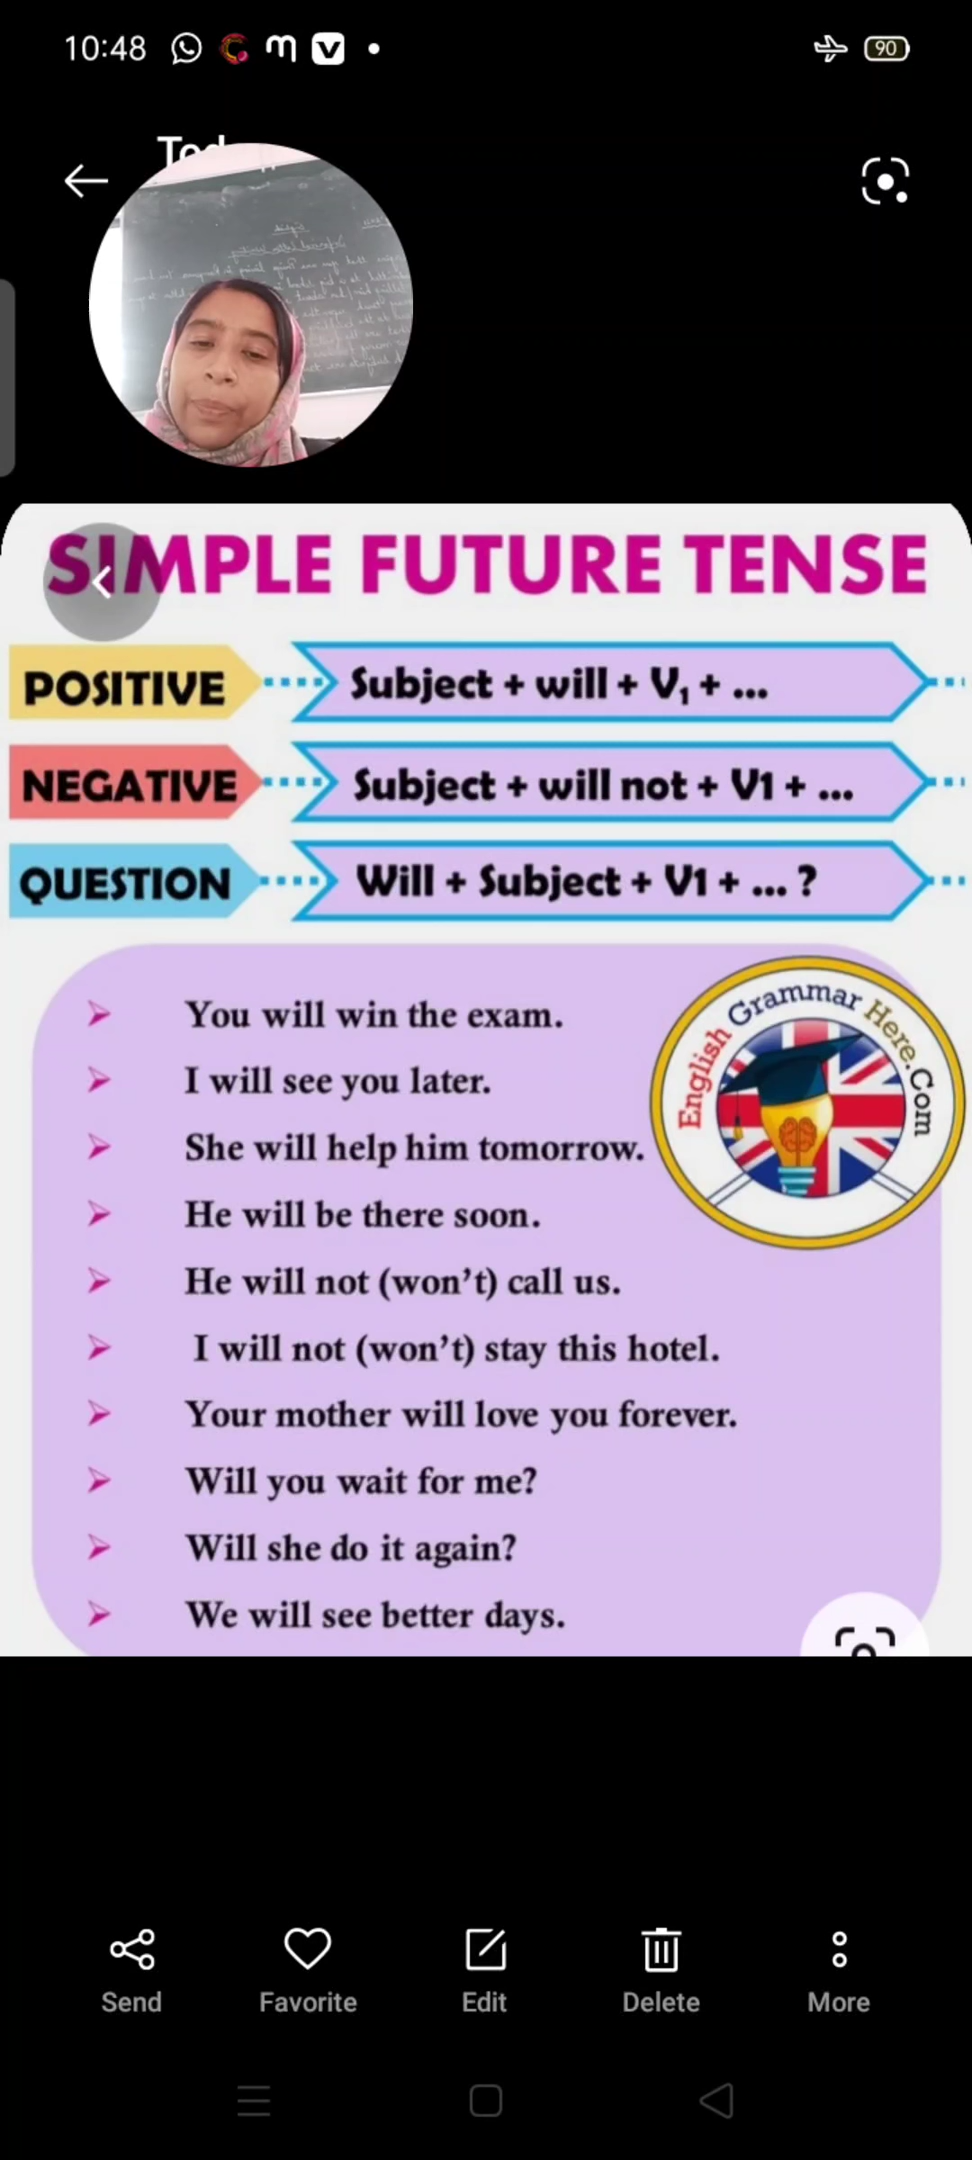 10:48
90
SIMPLE FUTURE TENSE
POSITIVE Subject + will + V₁ + ...
NEGATIVE Subject + will not + V1 + ...
QUESTION Will + Subject + V1 + ... ?
English Grammar Here.Com
You will win the exam.
I will see you later.
She will help him tomorrow.
He will be there soon.
He will not (won’t) call us.
I will not (won’t) stay this hotel.
Your mother will love you forever.
Will you wait for me?
Will she do it again?
We will see better days.
Send Favorite Edit Delete More